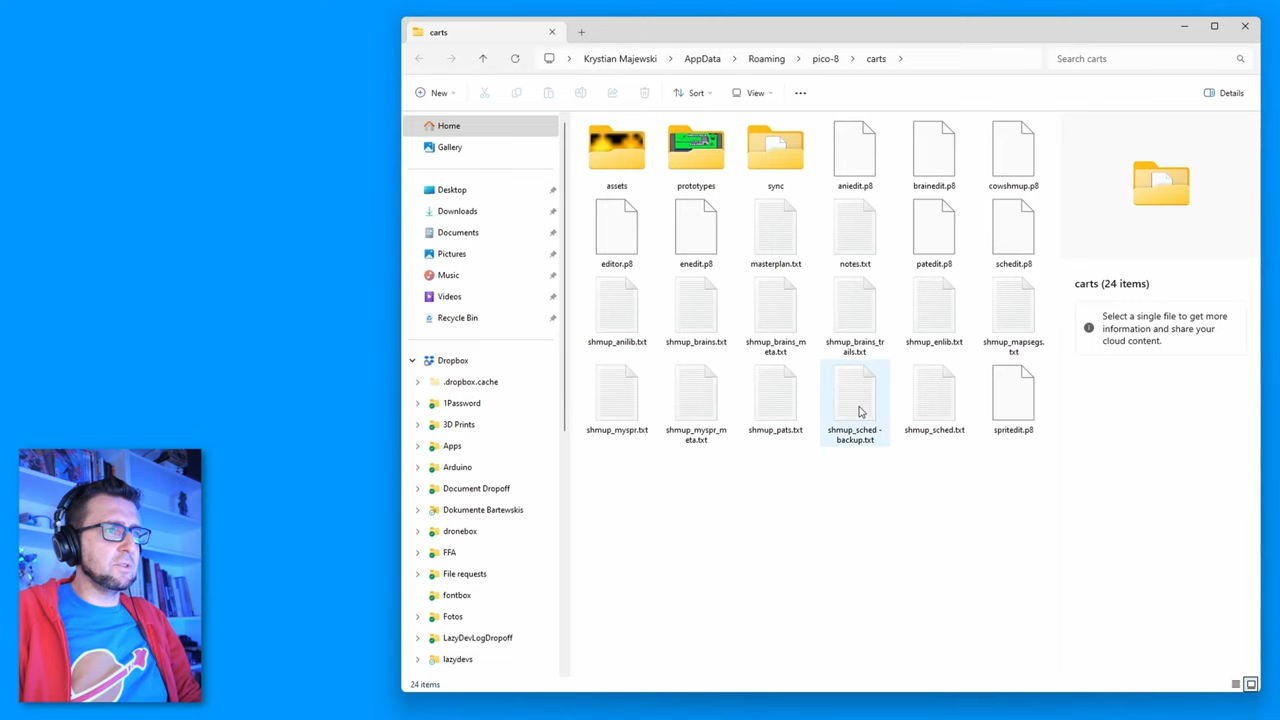 carts
Krystian Majewski
AppData
Roaming
pico-8
carts
Search carts
New
Sort
View
Details
Home
Gallery
Desktop
Downloads
Documents
Pictures
Music
Videos
Recycle Bin
Dropbox
.dropbox.cache
1Password
3D Prints
Apps
Arduino
Document Dropoff
Dokumente Bartewskis
dronebox
FFA
File requests
fontbox
Fotos
LazyDevLogDropoff
lazydevs
assets
prototypes
sync
aniedit.p8
brainedit.p8
cowshmup.p8
editor.p8
enedit.p8
masterplan.txt
notes.txt
patedit.p8
schedit.p8
shmup_anilib.txt
shmup_brains.txt
shmup_brains_m
eta.txt
shmup_brains_tr
ails.txt
shmup_enlib.txt
shmup_mapsegs.
txt
shmup_myspr.txt
shmup_myspr_m
eta.txt
shmup_pats.txt
shmup_sched -
backup.txt
shmup_sched.txt
spritedit.p8
carts (24 items)
Select a single file to get more
information and share your
cloud content.
24 items